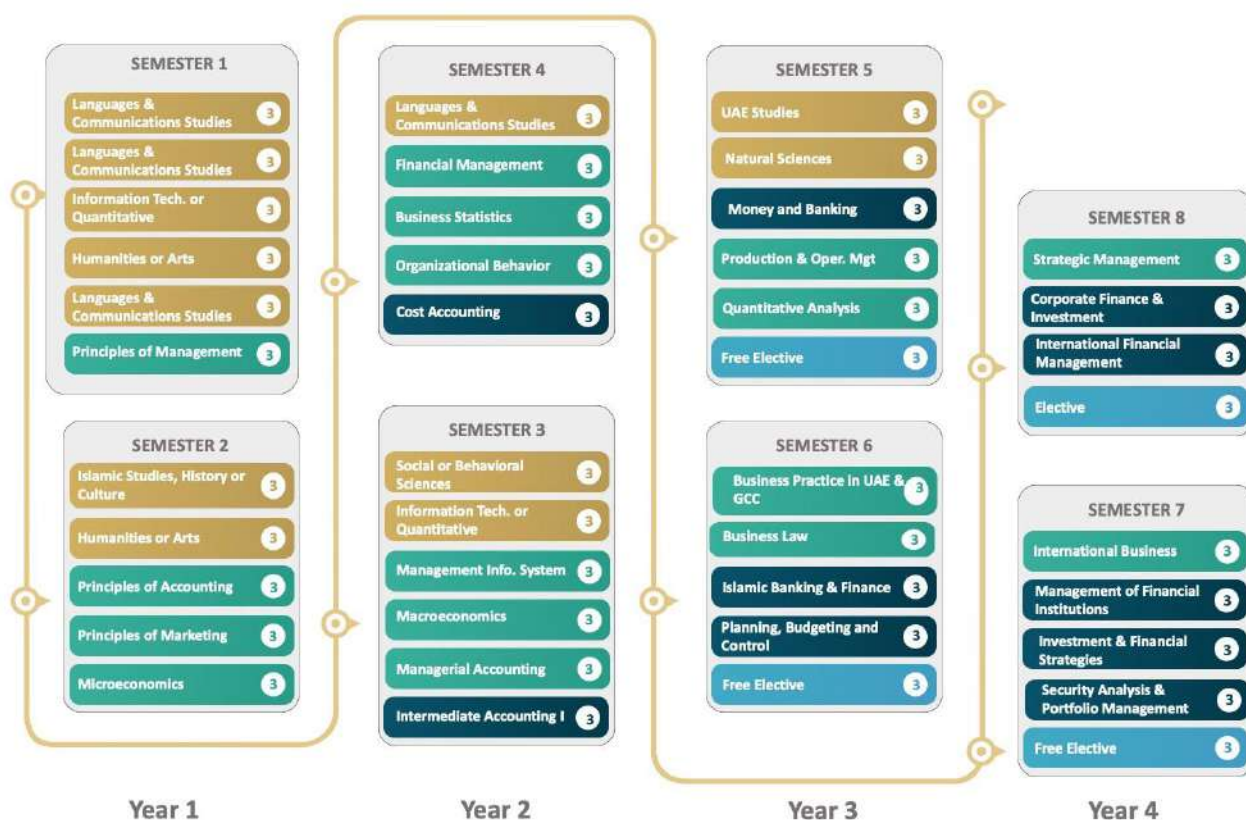 SEMESTER 1
Languages &
Communications Studies
3
Languages &
Communications Studies
3
Information Tech. or
Quantitative
3
Humanities or Arts
3
Languages &
Communications Studies
3
Principles of Management
3
SEMESTER 2
Islamic Studies, History or
Culture
3
Humanities or Arts
3
Principles of Accounting
3
Principles of Marketing
3
Microeconomics
3
Year 1
SEMESTER 4
Languages &
Communications Studies
3
Financial Management
3
Business Statistics
3
Organizational Behavior
3
Cost Accounting
3
SEMESTER 3
Social or Behavioral
Sciences
3
Information Tech. or
Quantitative
3
Management Info. System
3
Macroeconomics
3
Managerial Accounting
3
Intermediate Accounting I
3
Year 2
SEMESTER 5
UAE Studies
3
Natural Sciences
3
Money and Banking
3
Production & Oper. Mgt
3
Quantitative Analysis
3
Free Elective
3
SEMESTER 6
Business Practice in UAE &
GCC
3
Business Law
3
Islamic Banking & Finance
3
Planning, Budgeting and
Control
3
Free Elective
3
Year 3
SEMESTER 8
Strategic Management
3
Corporate Finance &
Investment
3
International Financial
Management
3
Elective
3
SEMESTER 7
International Business
3
Management of Financial
Institutions
3
Investment & Financial
Strategies
3
Security Analysis &
Portfolio Management
3
Free Elective
3
Year 4